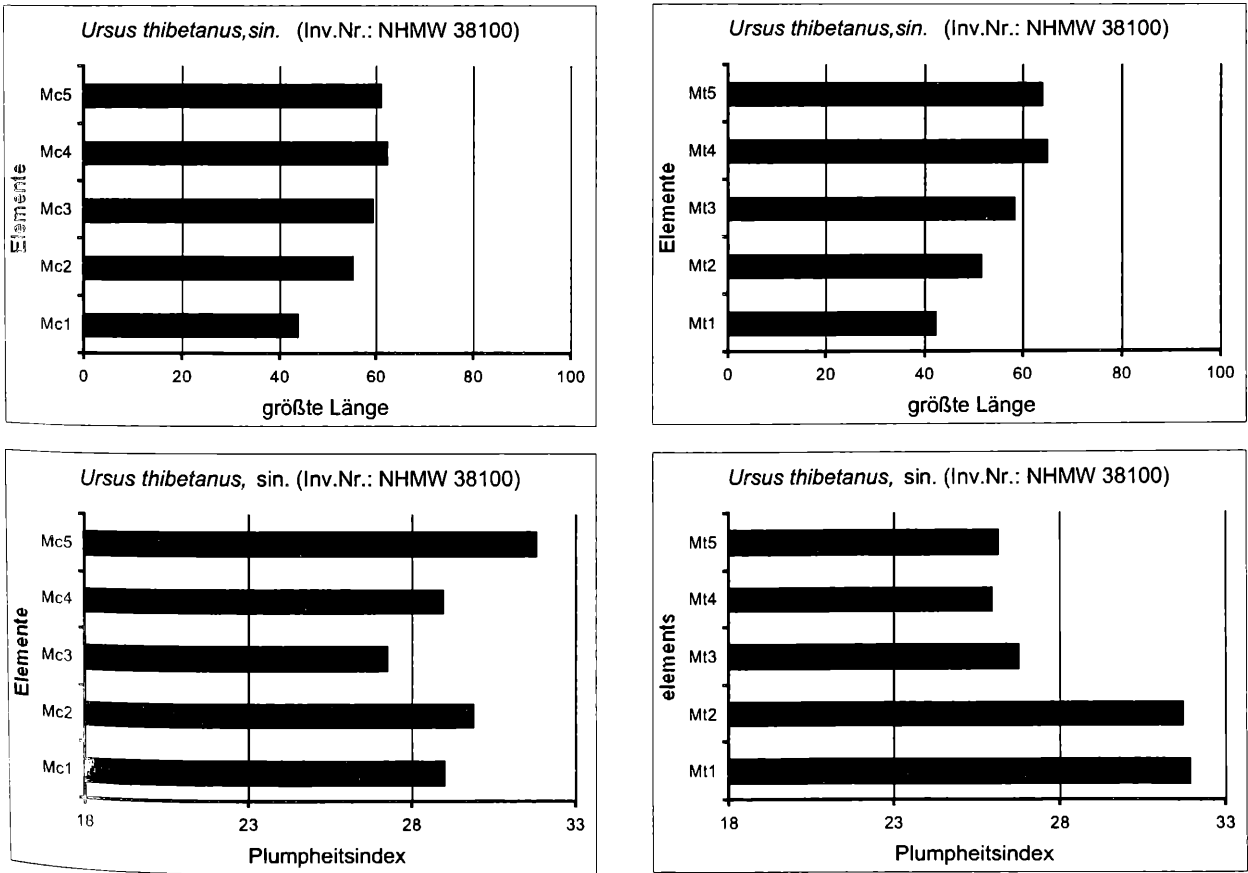 Ursus thibetanus,sin. (Inv.Nr.: NHMW 38100)
Elemente
Mc5
Mc4
Mc3
Mc2
Mc1
0 20 40 60 80 100
größte Länge
Ursus thibetanus,sin. (Inv.Nr.: NHMW 38100)
Elemente
Mt5
Mt4
Mt3
Mt2
Mt1
0 20 40 60 80 100
größte Länge
Ursus thibetanus, sin. (Inv.Nr.: NHMW 38100)
Elemente
Mc5
Mc4
Mc3
Mc2
Mc1
18 23 28 33
Plumpheitsindex
Ursus thibetanus, sin. (Inv.Nr.: NHMW 38100)
elements
Mt5
Mt4
Mt3
Mt2
Mt1
18 23 28 33
Plumpheitsindex